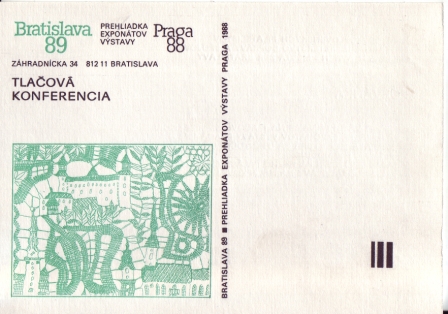 Bratislava
89
PREHLIADKA
EXPONÁTOV
VÝSTAVY
Praga
88
ZÁHRADNÍCKA 34 812 11 BRATISLAVA
TLAČOVÁ
KONFERENCIA
BRATISLAVA 89 ■ PREHLIADKA EXPONÁTOV VÝSTAVY PRAGA 1988